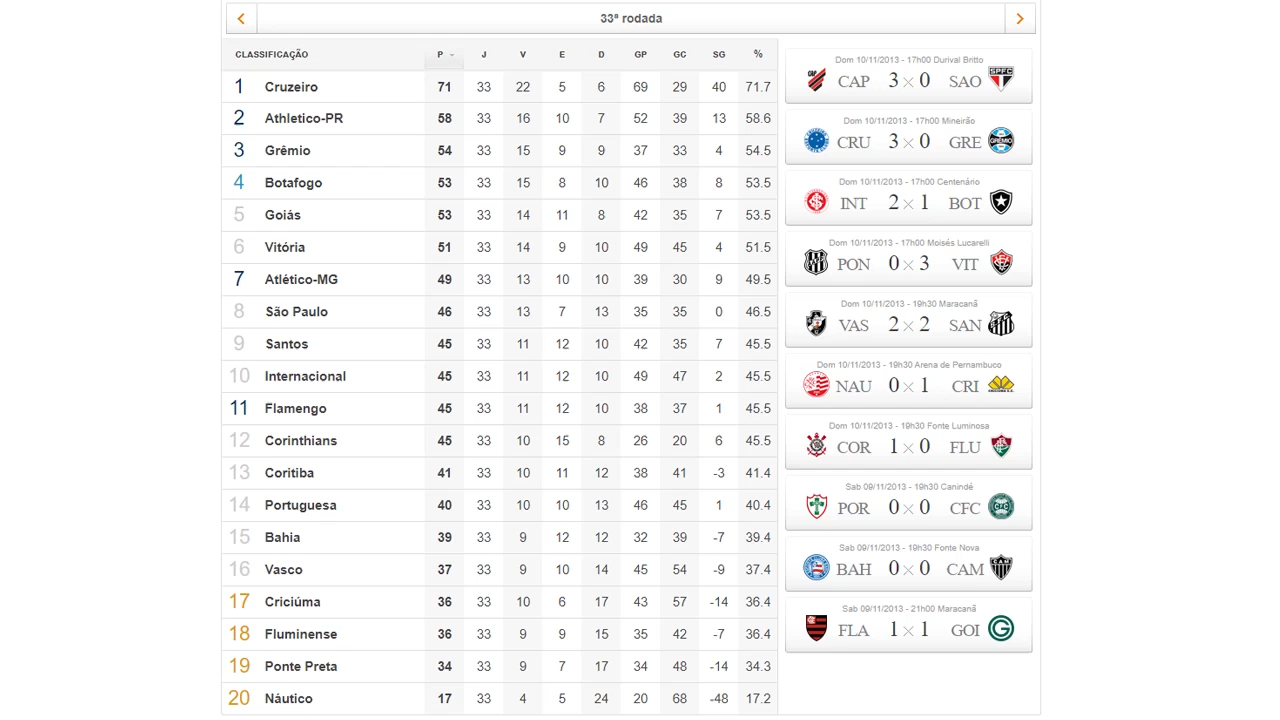 33ª rodada
CLASSIFICAÇÃO P J V E D GP GC SG %
1 Cruzeiro 71 33 22 5 6 69 29 40 71.7
2 Athletico-PR 58 33 16 10 7 52 39 13 58.6
3 Grêmio 54 33 15 9 9 37 33 4 54.5
4 Botafogo 53 33 15 8 10 46 38 8 53.5
5 Goiás 53 33 14 11 8 42 35 7 53.5
6 Vitória 51 33 14 9 10 49 45 4 51.5
7 Atlético-MG 49 33 13 10 10 39 30 9 49.5
8 São Paulo 46 33 13 7 13 35 35 0 46.5
9 Santos 45 33 11 12 10 42 35 7 45.5
10 Internacional 45 33 11 12 10 49 47 2 45.5
11 Flamengo 45 33 11 12 10 38 37 1 45.5
12 Corinthians 45 33 10 15 8 26 20 6 45.5
13 Coritiba 41 33 10 11 12 38 41 -3 41.4
14 Portuguesa 40 33 10 10 13 46 45 1 40.4
15 Bahia 39 33 9 12 12 32 39 -7 39.4
16 Vasco 37 33 9 10 14 45 54 -9 37.4
17 Criciúma 36 33 10 6 17 43 57 -14 36.4
18 Fluminense 36 33 9 9 15 35 42 -7 36.4
19 Ponte Preta 34 33 9 7 17 34 48 -14 34.3
20 Náutico 17 33 4 5 24 20 68 -48 17.2
Dom 10/11/2013 - 17h00 Durival Britto
CAP 3 × 0 SAO
Dom 10/11/2013 - 17h00 Mineirão
CRU 3 × 0 GRE
Dom 10/11/2013 - 17h00 Centenário
INT 2 × 1 BOT
Dom 10/11/2013 - 17h00 Moisés Lucarelli
PON 0 × 3 VIT
Dom 10/11/2013 - 19h30 Maracanã
VAS 2 × 2 SAN
Dom 10/11/2013 - 19h30 Arena de Pernambuco
NAU 0 × 1 CRI
Dom 10/11/2013 - 19h30 Fonte Luminosa
COR 1 × 0 FLU
Sab 09/11/2013 - 19h30 Canindé
POR 0 × 0 CFC
Sab 09/11/2013 - 19h30 Fonte Nova
BAH 0 × 0 CAM
Sab 09/11/2013 - 21h00 Maracanã
FLA 1 × 1 GOI